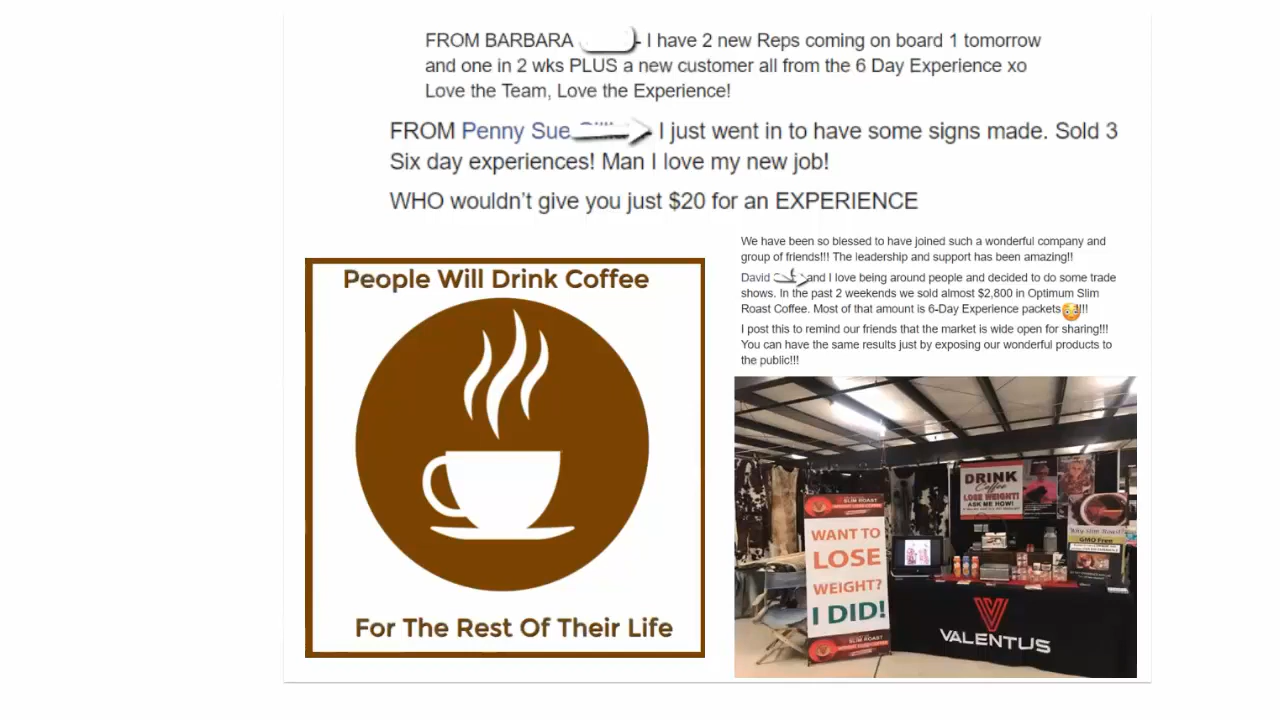 FROM BARBARA - I have 2 new Reps coming on board 1 tomorrow
and one in 2 wks PLUS a new customer all from the 6 Day Experience xo
Love the Team, Love the Experience!
FROM Penny Sue I just went in to have some signs made. Sold 3
Six day experiences! Man I love my new job!
WHO wouldn't give you just $20 for an EXPERIENCE
We have been so blessed to have joined such a wonderful company and
group of friends!!! The leadership and support has been amazing!!
David and I love being around people and decided to do some trade
shows. In the past 2 weekends we sold almost $2,800 in Optimum Slim
Roast Coffee. Most of that amount is 6-Day Experience packets!!!
I post this to remind our friends that the market is wide open for sharing!!!
You can have the same results just by exposing our wonderful products to
the public!!!
People Will Drink Coffee
For The Rest Of Their Life
SLIM ROAST
WANT TO
LOSE
WEIGHT?
I DID!
SLIM ROAST
DRINK
Coffee
LOSE WEIGHT!
ASK ME HOW!
Why Slim Roast?
GMO Free
VALENTUS